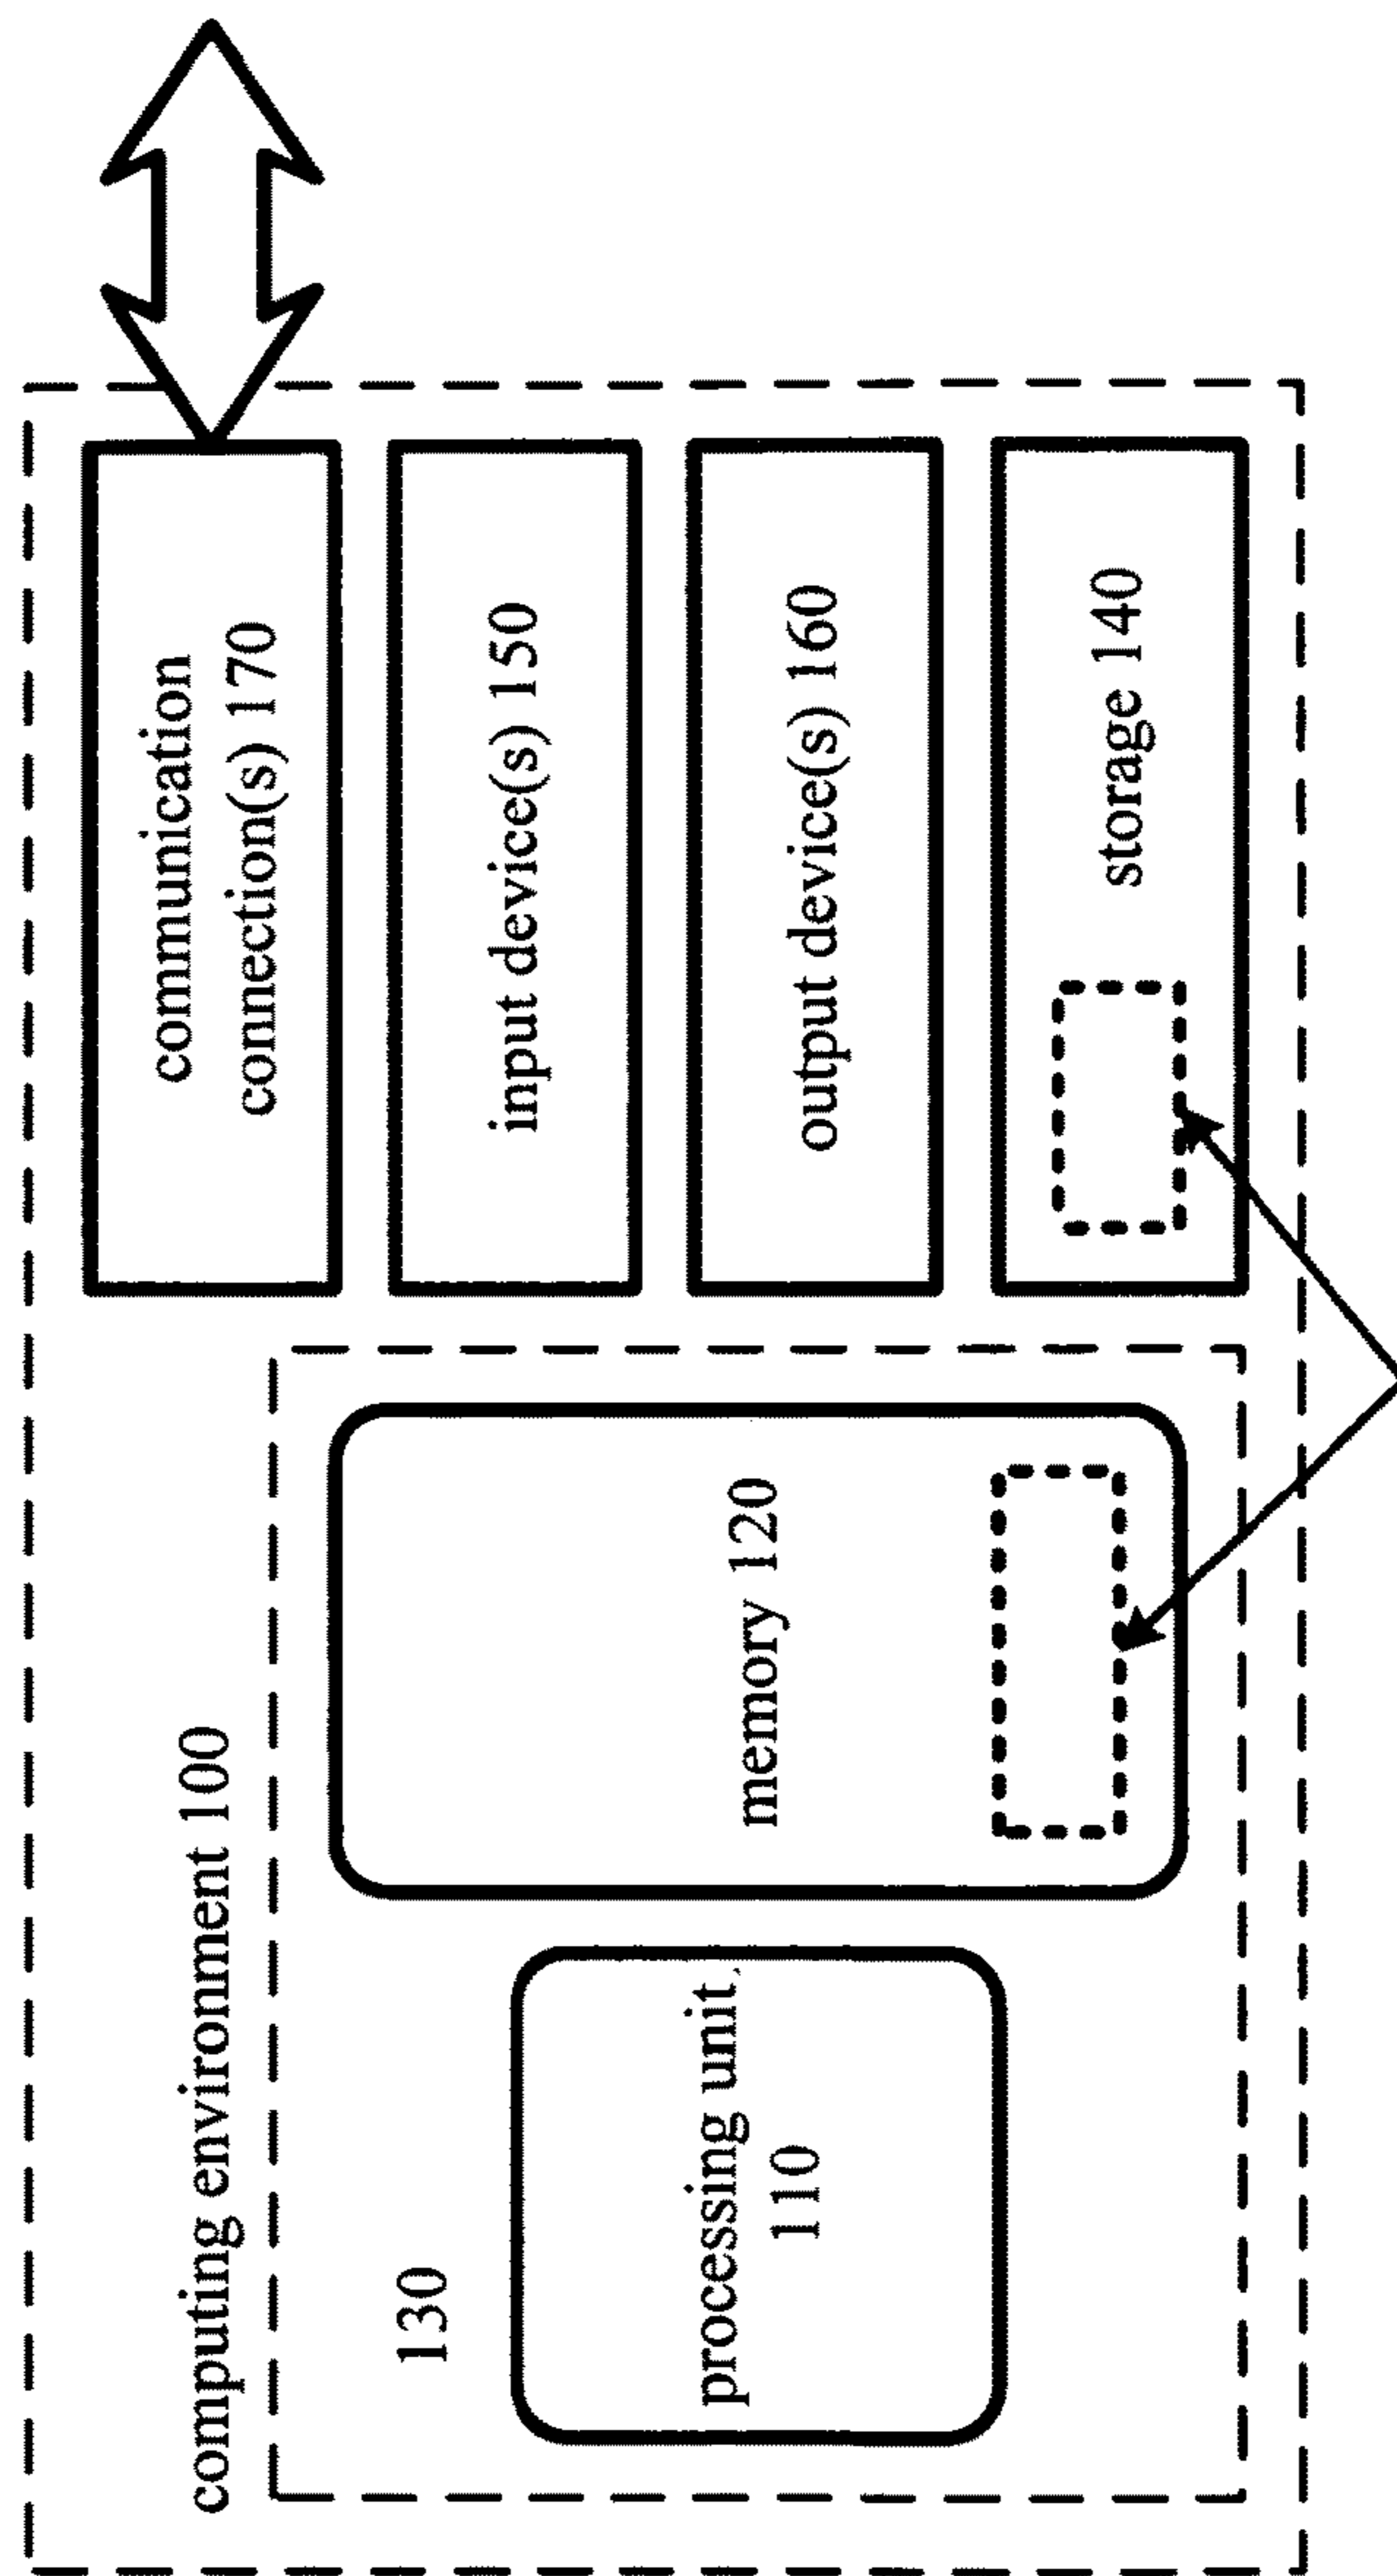 computing environment 100
communication
connection(s) 170
130
input device(s) 150
processing unit
110
memory 120
output device(s) 160
storage 140